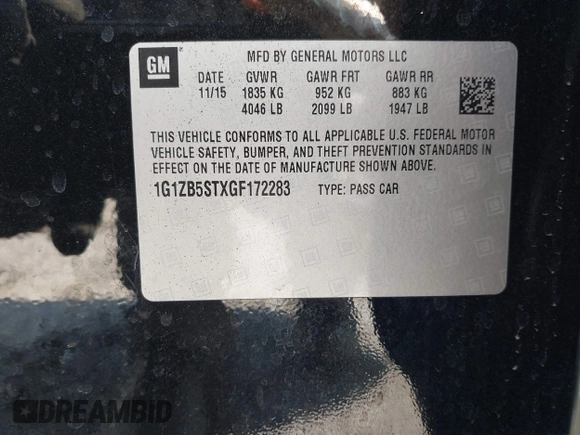 GM
MFD BY GENERAL MOTORS LLC
DATE GVWR GAWR FRT GAWR RR
11/15 1835 KG 952 KG 883 KG
4046 LB 2099 LB 1947 LB
THIS VEHICLE CONFORMS TO ALL APPLICABLE U.S. FEDERAL MOTOR
VEHICLE SAFETY, BUMPER, AND THEFT PREVENTION STANDARDS IN
EFFECT ON THE DATE OF MANUFACTURE SHOWN ABOVE.
1G1ZB5STXGF172283 TYPE: PASS CAR
DREAMBID